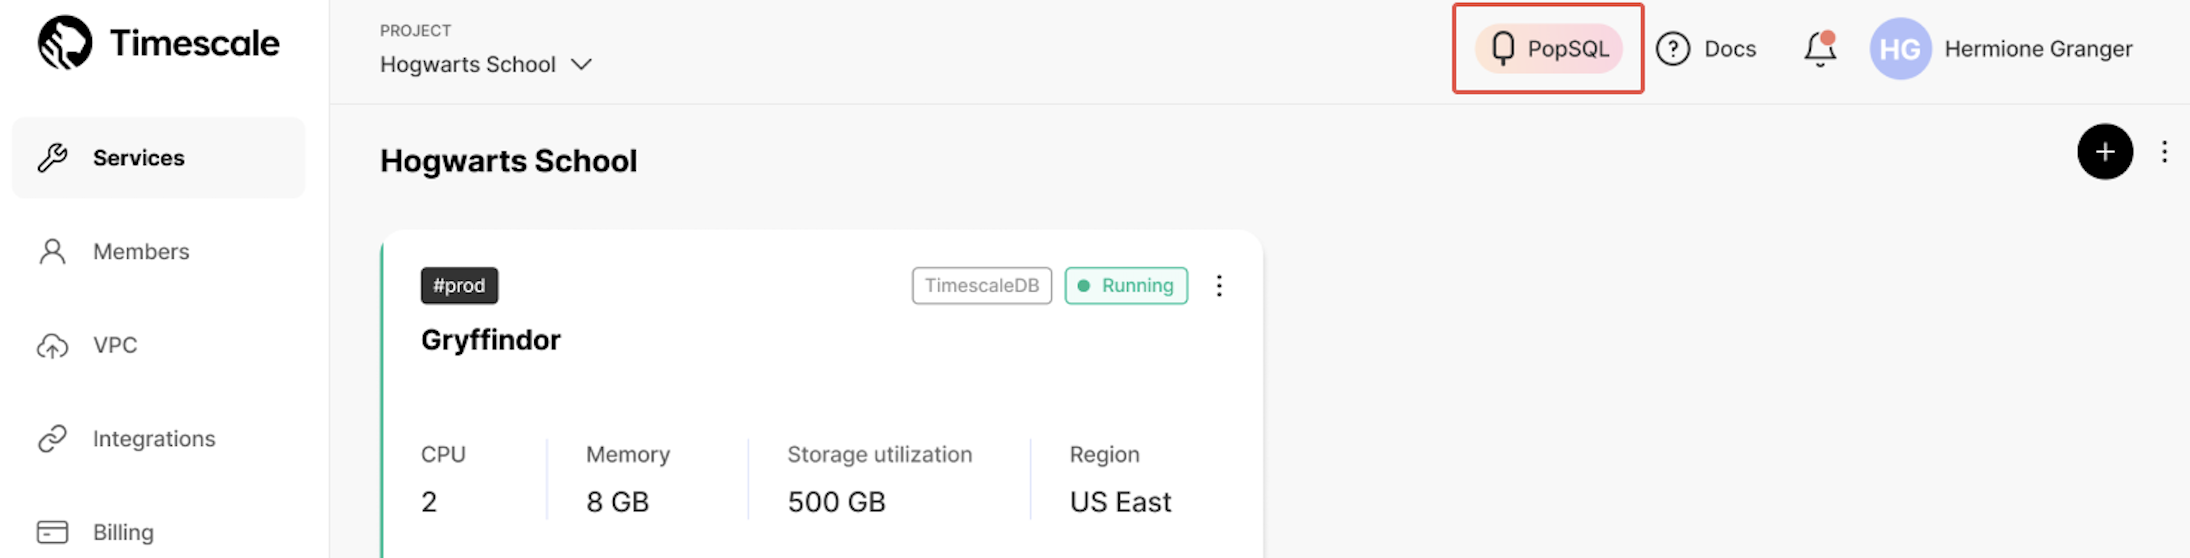 Timescale
PROJECT
Hogwarts School
PopSQL
Docs
HG
Hermione Granger
Services
Members
VPC
Integrations
Billing
Hogwarts School
#prod
TimescaleDB
Running
Gryffindor
CPU
2
Memory
8 GB
Storage utilization
500 GB
Region
US East